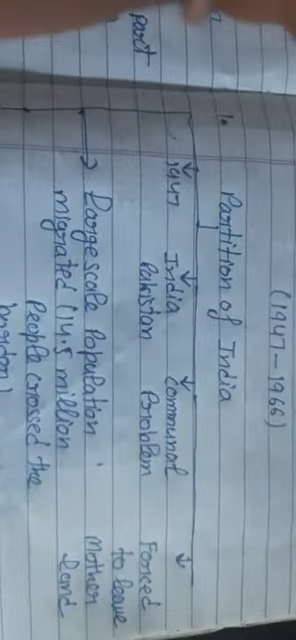 (1947-1966)
1. Partition of India
1947 India Communal
Pakistan Problem Forced
to leave
Large scale Population Mother
migrated (14.5 million land
People crossed the
part